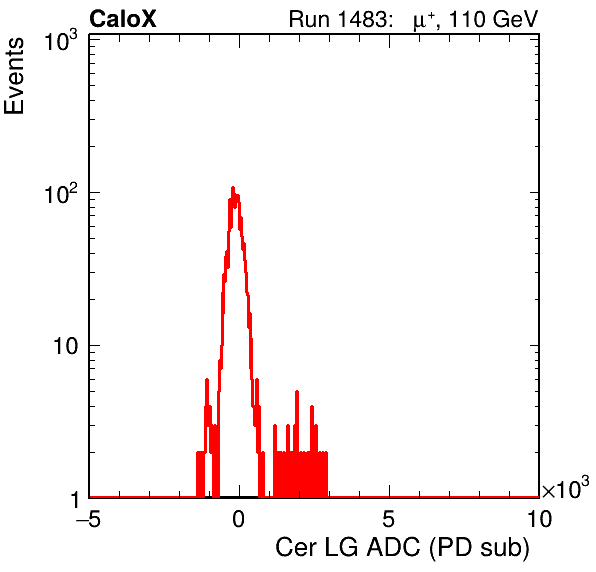 CaloX Run 1483: μ⁺, 110 GeV
Events
10³
10²
10
1
−5 0 5 10
×10³
Cer LG ADC (PD sub)